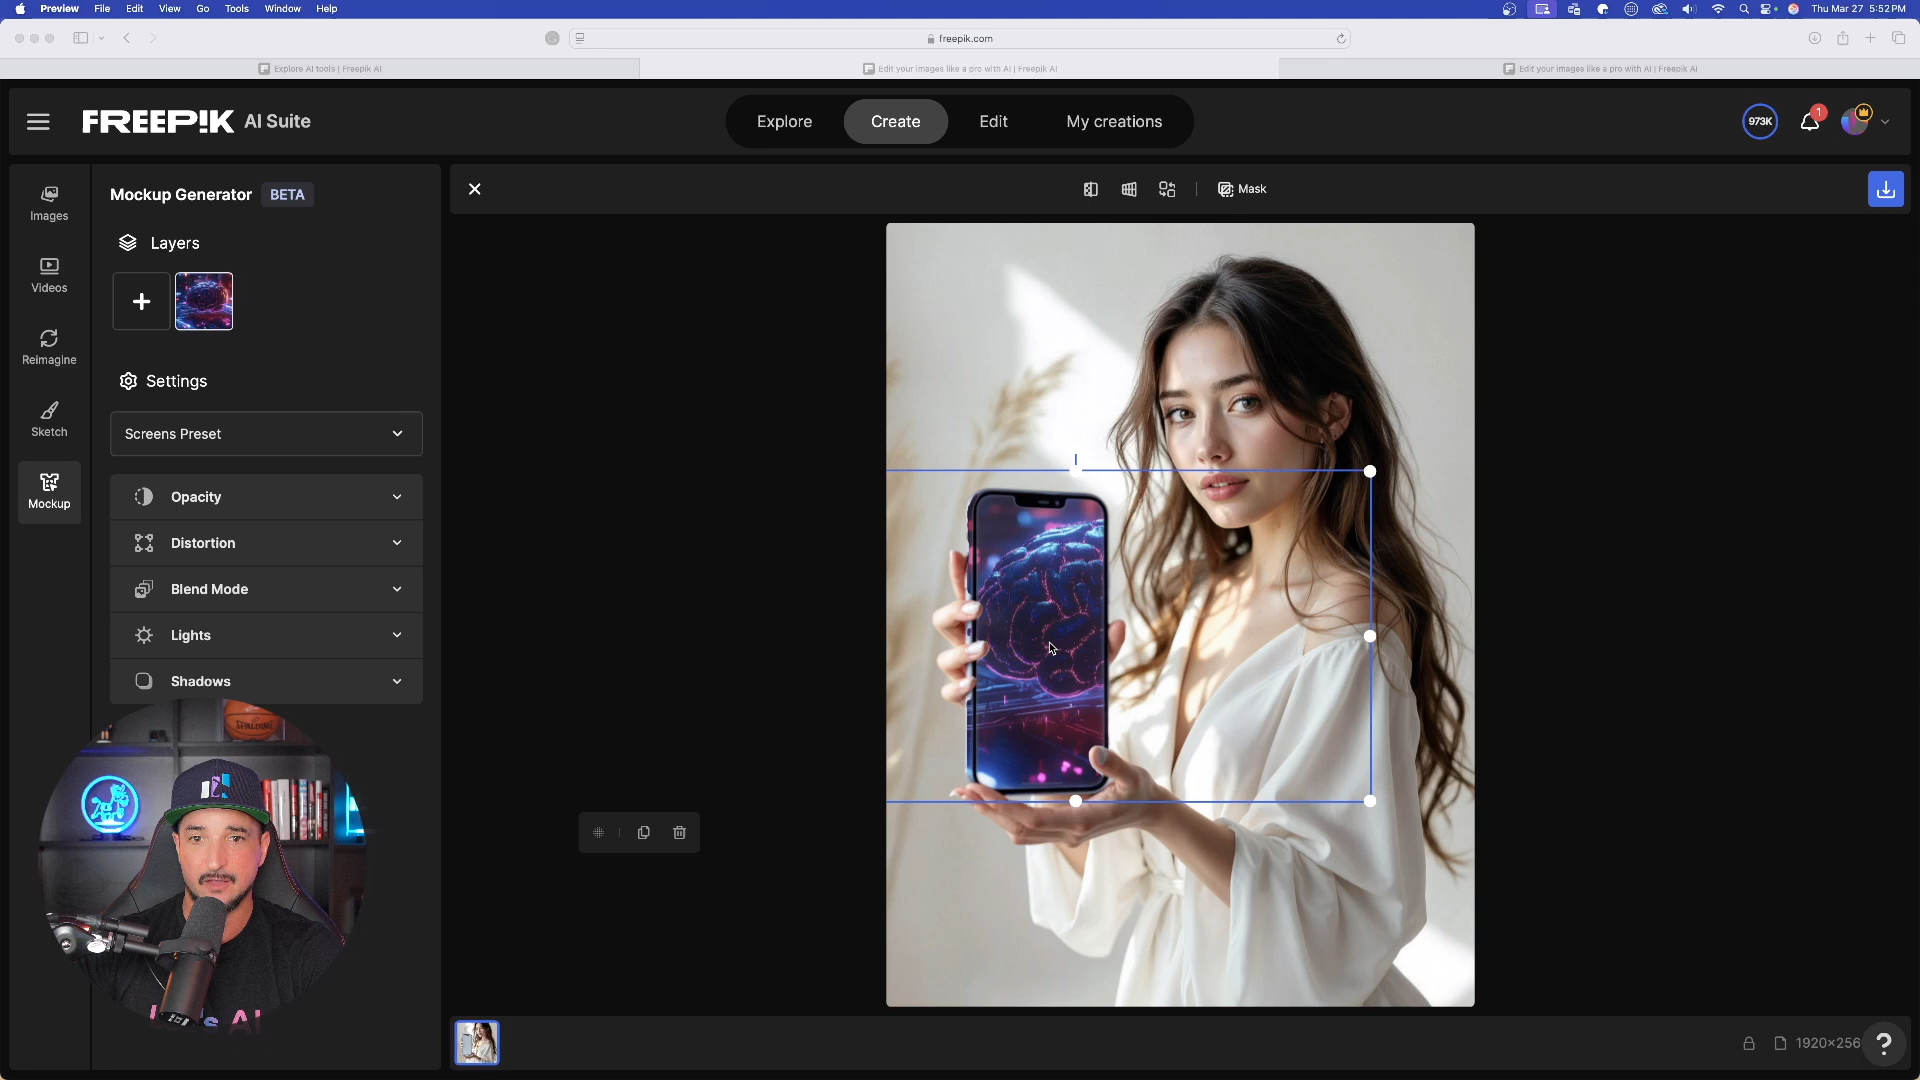 Preview File Edit View Go Tools Window Help
Thu Mar 27 5:52 PM
freepik.com
Explore AI tools | Freepik AI
Edit your images like a pro with AI | Freepik AI
Edit your images like a pro with AI | Freepik AI
FREEP!K AI Suite
Explore
Create
Edit
My creations
973K
1
Images
Videos
Reimagine
Sketch
Mockup
Mockup Generator BETA
Layers
Settings
Screens Preset
Opacity
Distortion
Blend Mode
Lights
Shadows
Mask
SPALDING
1920×256
?